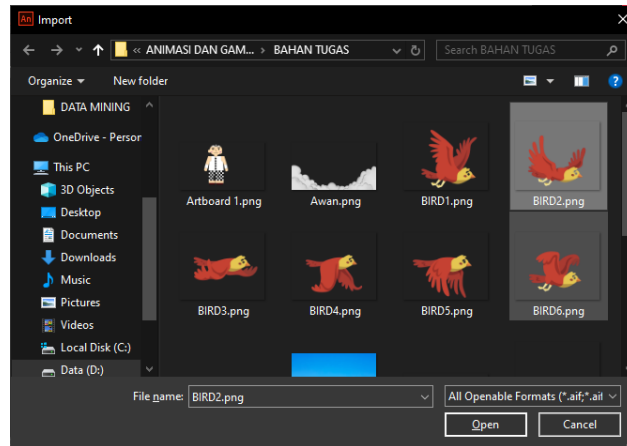 An Import
« ANIMASI DAN GAM... › BAHAN TUGAS
Search BAHAN TUGAS
Organize
New folder
DATA MINING
OneDrive - Person
This PC
3D Objects
Desktop
Documents
Downloads
Music
Pictures
Videos
Local Disk (C:)
Data (D:)
Artboard 1.png
Awan.png
BIRD1.png
BIRD2.png
BIRD3.png
BIRD4.png
BIRD5.png
BIRD6.png
File name: BIRD2.png
All Openable Formats (*.aif;*.ail
Open
Cancel